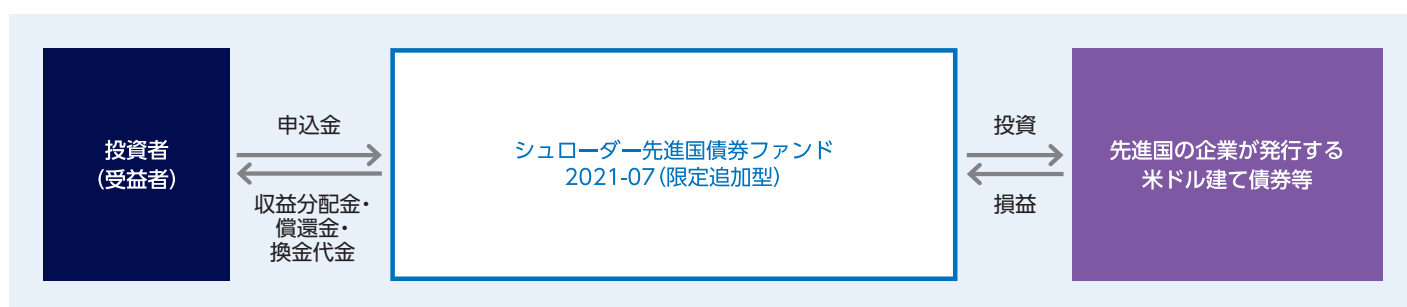 投資者
(受益者)
申込金
収益分配金・
償還金・
換金代金
シュローダー先進国債券ファンド
2021-07(限定追加型)
投資
損益
先進国の企業が発行する
米ドル建て債券等